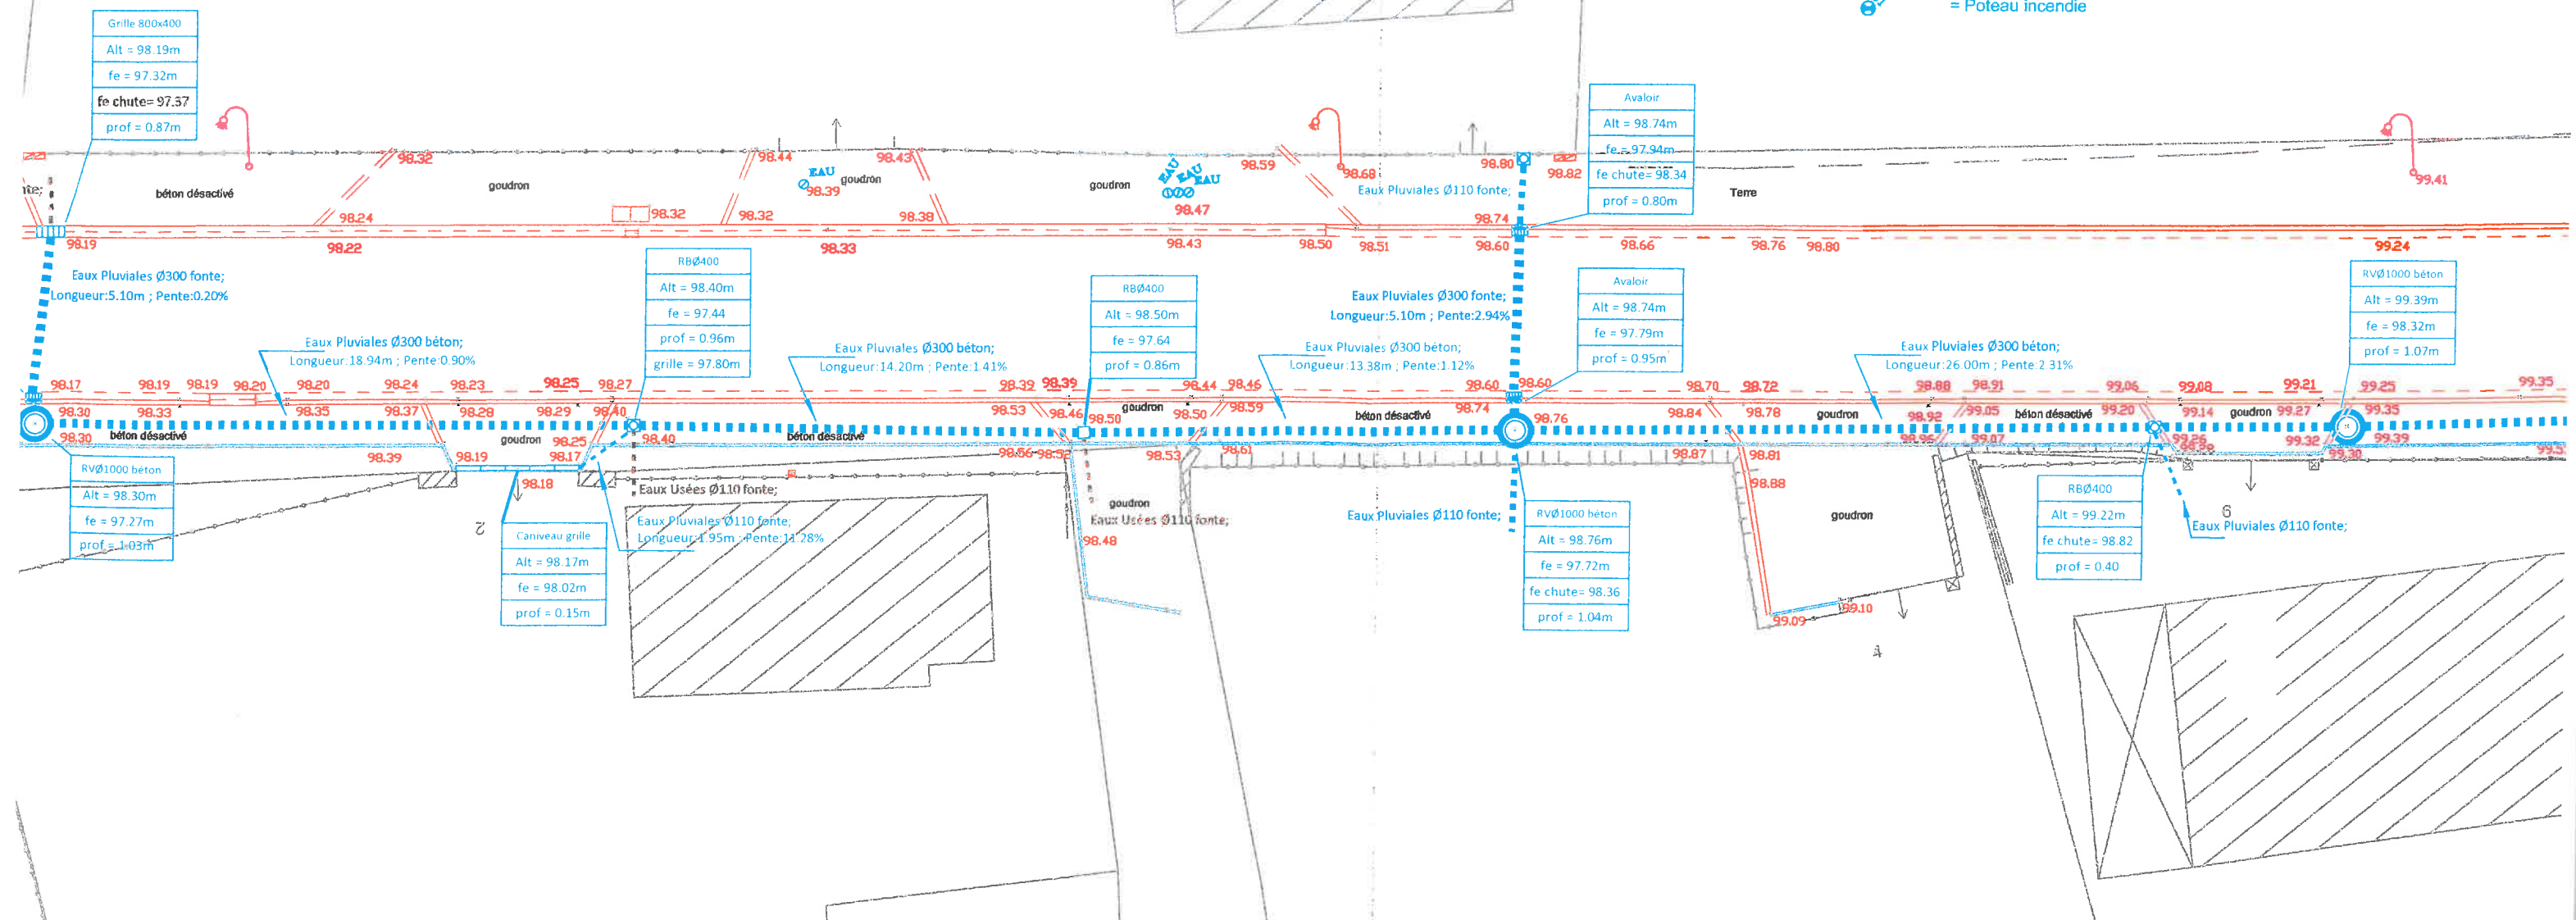 = Poteau incendie
Grille 800x400
Alt = 98.19m
fe = 97.32m
fe chute= 97.37
prof = 0.87m
Avaloir
Alt = 98.74m
fe = 97.94m
fe chute= 98.34
prof = 0.80m
98.32
98.44
EAU
98.39
98.43
EAU
EAU
EAU
98.47
98.59
98.68
98.80
98.82
99.41
nte;
béton désactivé
goudron
goudron
goudron
Eaux Pluviales Ø110 fonte;
Terre
98.24
98.32
98.32
98.38
98.74
98.19
98.22
98.33
98.43
98.50
98.51
98.60
98.66
98.76
98.80
99.24
Eaux Pluviales Ø300 fonte;
Longueur:5.10m ; Pente:0.20%
RBØ400
Alt = 98.40m
fe = 97.44
prof = 0.96m
grille = 97.80m
RBØ400
Alt = 98.50m
fe = 97.64
prof = 0.86m
Eaux Pluviales Ø300 fonte;
Longueur:5.10m ; Pente:2.94%
Avaloir
Alt = 98.74m
fe = 97.79m
prof = 0.95m
RVØ1000 béton
Alt = 99.39m
fe = 98.32m
prof = 1.07m
Eaux Pluviales Ø300 béton;
Longueur:18.94m ; Pente:0.90%
Eaux Pluviales Ø300 béton;
Longueur:14.20m ; Pente:1.41%
Eaux Pluviales Ø300 béton;
Longueur:13.38m ; Pente:1.12%
Eaux Pluviales Ø300 béton;
Longueur:26.00m ; Pente:2.31%
98.17
98.19
98.19
98.20
98.20
98.24
98.23
98.25
98.27
98.39
98.39
98.44
98.46
98.60
98.60
98.70
98.72
98.88
98.91
99.06
99.08
99.21
99.25
99.35
98.30
98.33
98.35
98.37
98.28
98.29
98.40
98.53
98.46
goudron
98.50
98.50
98.59
béton désactivé
98.74
98.76
98.84
98.78
goudron
98.92
99.05
béton désactivé
99.20
99.14
goudron
99.27
99.35
98.30
béton désactivé
goudron
98.25
98.40
béton désactivé
99.07
99.26
99.32
99.39
98.39
98.19
98.17
98.56
98.53
98.61
98.87
98.81
99.30
98.18
98.88
RVØ1000 béton
Alt = 98.30m
fe = 97.27m
prof = 1.03m
2
Eaux Usées Ø110 fonte;
Eaux Pluviales Ø110 fonte;
Longueur:1.95m ; Pente:11.28%
Caniveau grille
Alt = 98.17m
fe = 98.02m
prof = 0.15m
goudron
Eaux Usées Ø110 fonte;
98.48
Eaux Pluviales Ø110 fonte;
RVØ1000 béton
Alt = 98.76m
fe = 97.72m
fe chute= 98.36
prof = 1.04m
goudron
99.09
99.10
4
RBØ400
Alt = 99.22m
fe chute= 98.82
prof = 0.40
6
Eaux Pluviales Ø110 fonte;